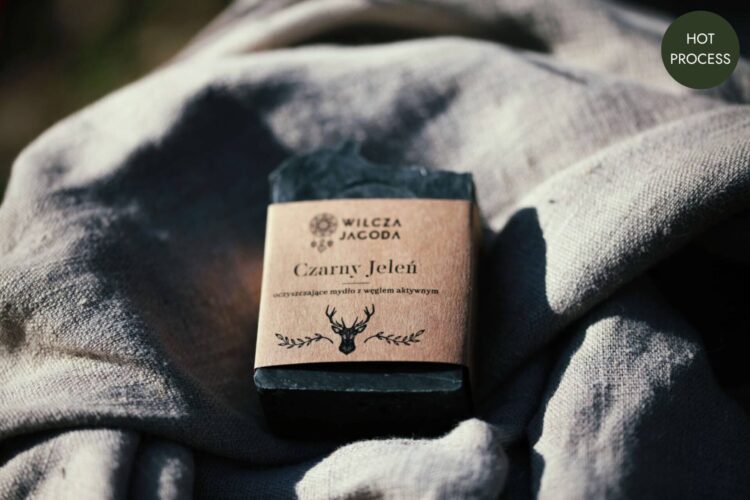 HOT
PROCESS
WILCZA
JAGODA
Czarny Jeleń
oczyszczające mydło z węglem aktywnym